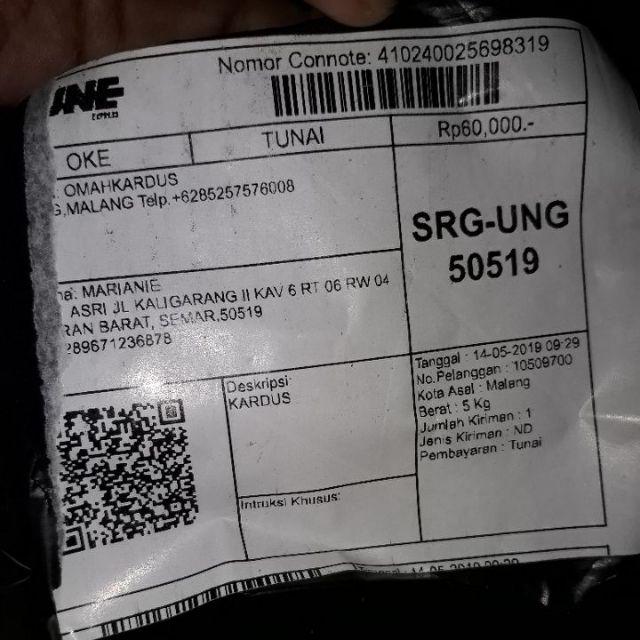 Nomor Connote: 410240025698319
JNE
EXPRESS
OKE
TUNAI
Rp60,000.-
OMAHKARDUS
G,MALANG Telp.+6285257576008
SRG-UNG
50519
MARIANIE
ASRI JL KALIGARANG II KAV 6 RT 06 RW 04
RAN BARAT, SEMAR.50519
289671236878
Deskripsi:
KARDUS
Intruksi Khusus:
Tanggal : 14-05-2019 09:29
No.Pelanggan : 10509700
Kota Asal : Malang
Berat : 5 Kg
Jumlah Kiriman : 1
Jenis Kiriman : ND
Pembayaran : Tunai